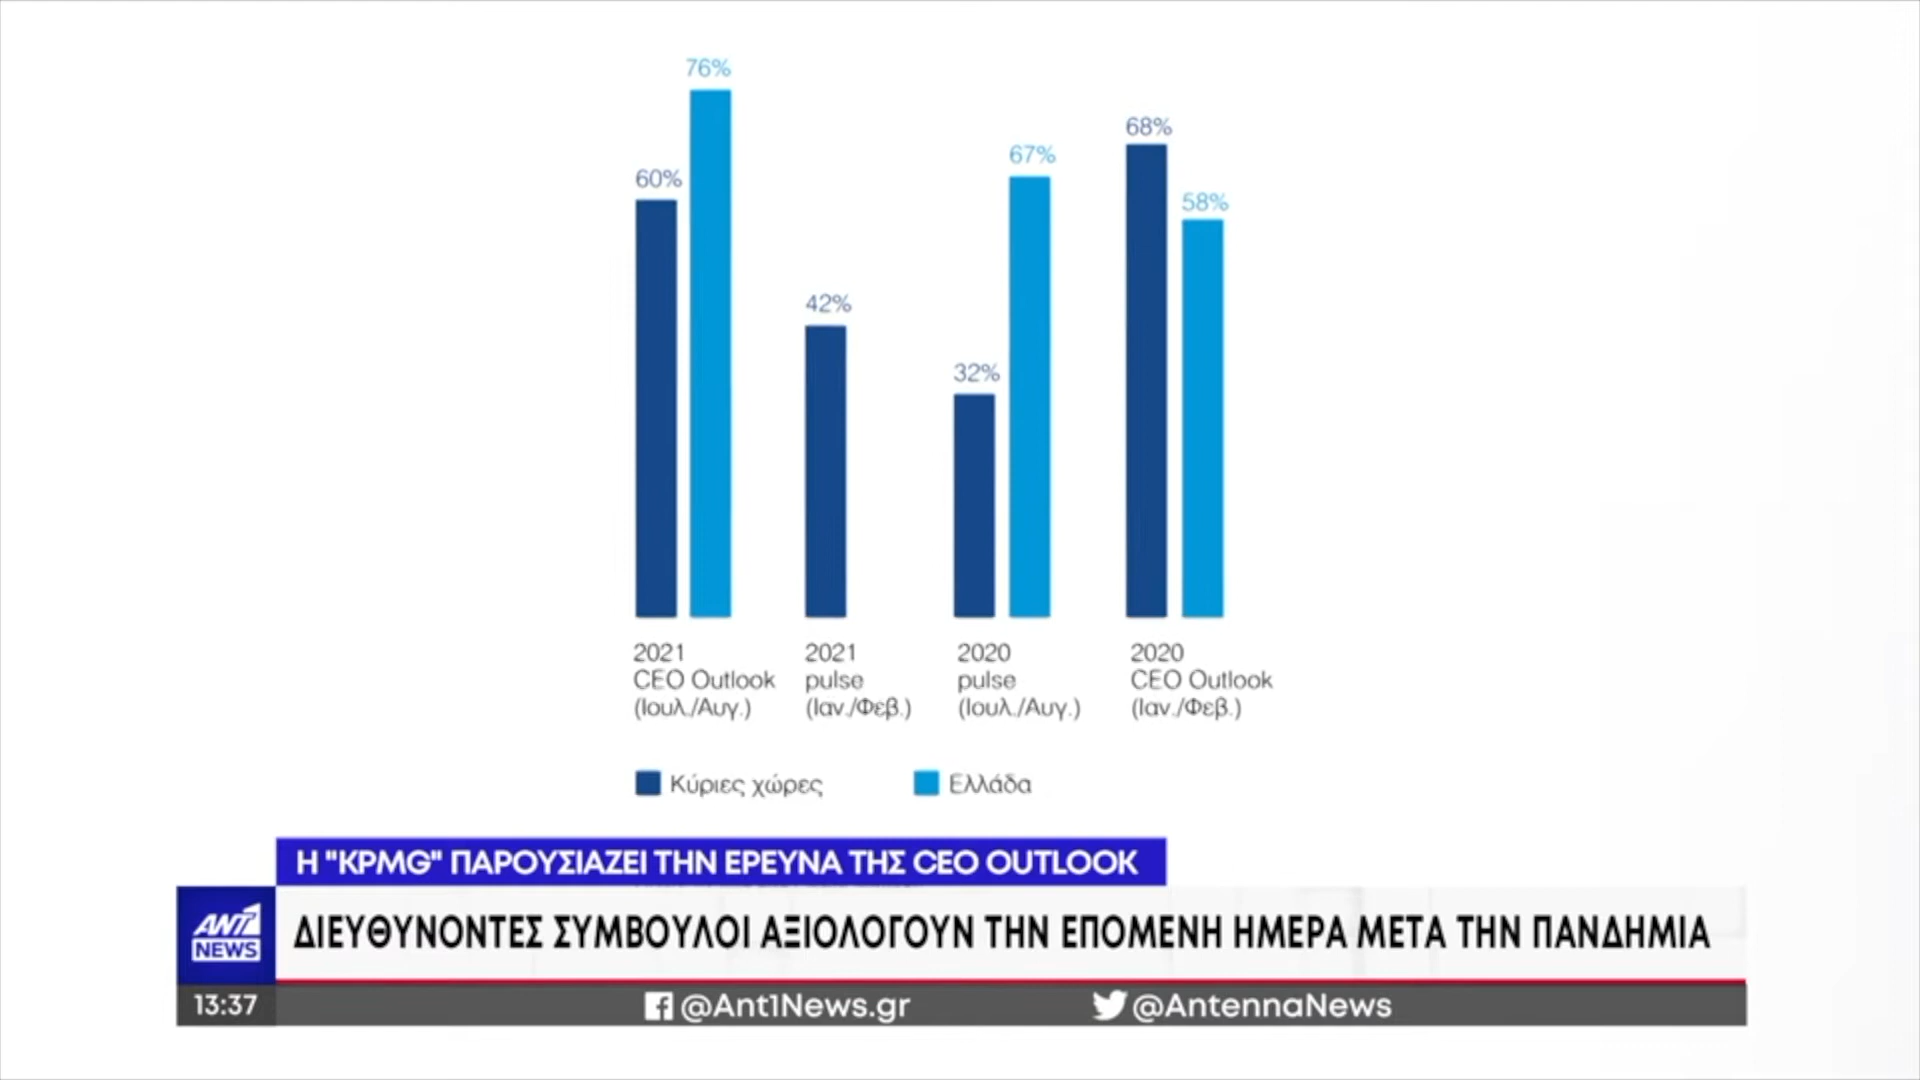 76%
68%
67%
60%
58%
42%
32%
2021 2021 2020 2020
CEO Outlook pulse pulse CEO Outlook
(Ιουλ./Αυγ.) (Ιαν./Φεβ.) (Ιουλ./Αυγ.) (Ιαν./Φεβ.)
Κύριες χώρες Ελλάδα
Η "KPMG" ΠΑΡΟΥΣΙΑΖΕΙ ΤΗΝ ΕΡΕΥΝΑ ΤΗΣ CEO OUTLOOK
ANT1
NEWS
ΔΙΕΥΘΥΝΟΝΤΕΣ ΣΥΜΒΟΥΛΟΙ ΑΞΙΟΛΟΓΟΥΝ ΤΗΝ ΕΠΟΜΕΝΗ ΗΜΕΡΑ ΜΕΤΑ ΤΗΝ ΠΑΝΔΗΜΙΑ
13:37 @Ant1News.gr @AntennaNews